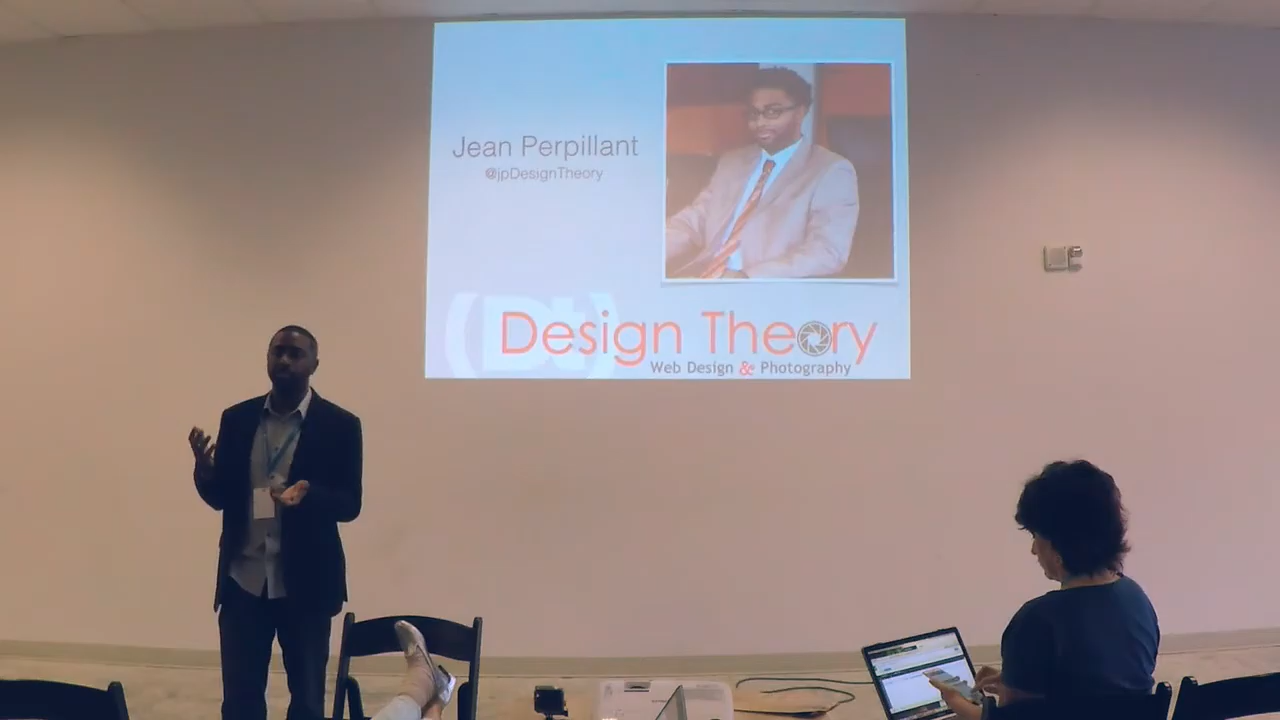 Jean Perpillant
@jpDesignTheory
(Dt)
Design Theory
Web Design & Photography